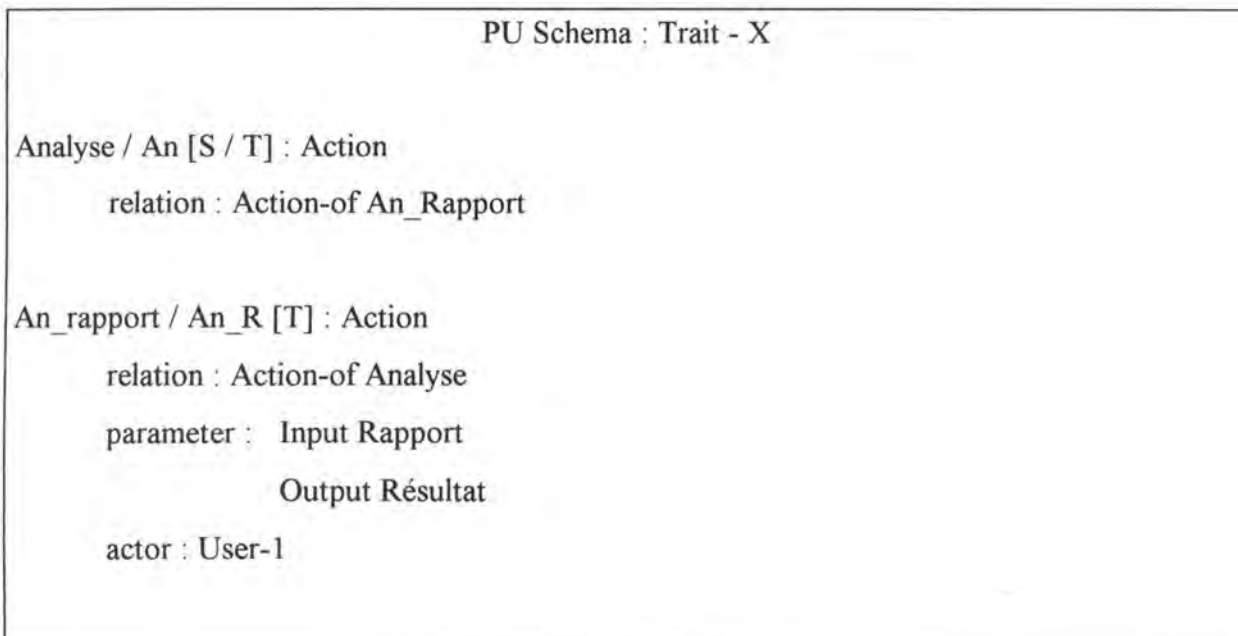 PU Schema : Trait - X
Analyse / An [S / T] : Action
relation : Action-of An_Rapport
An_rapport / An_R [T] : Action
relation : Action-of Analyse
parameter : Input Rapport
Output Résultat
actor : User-1